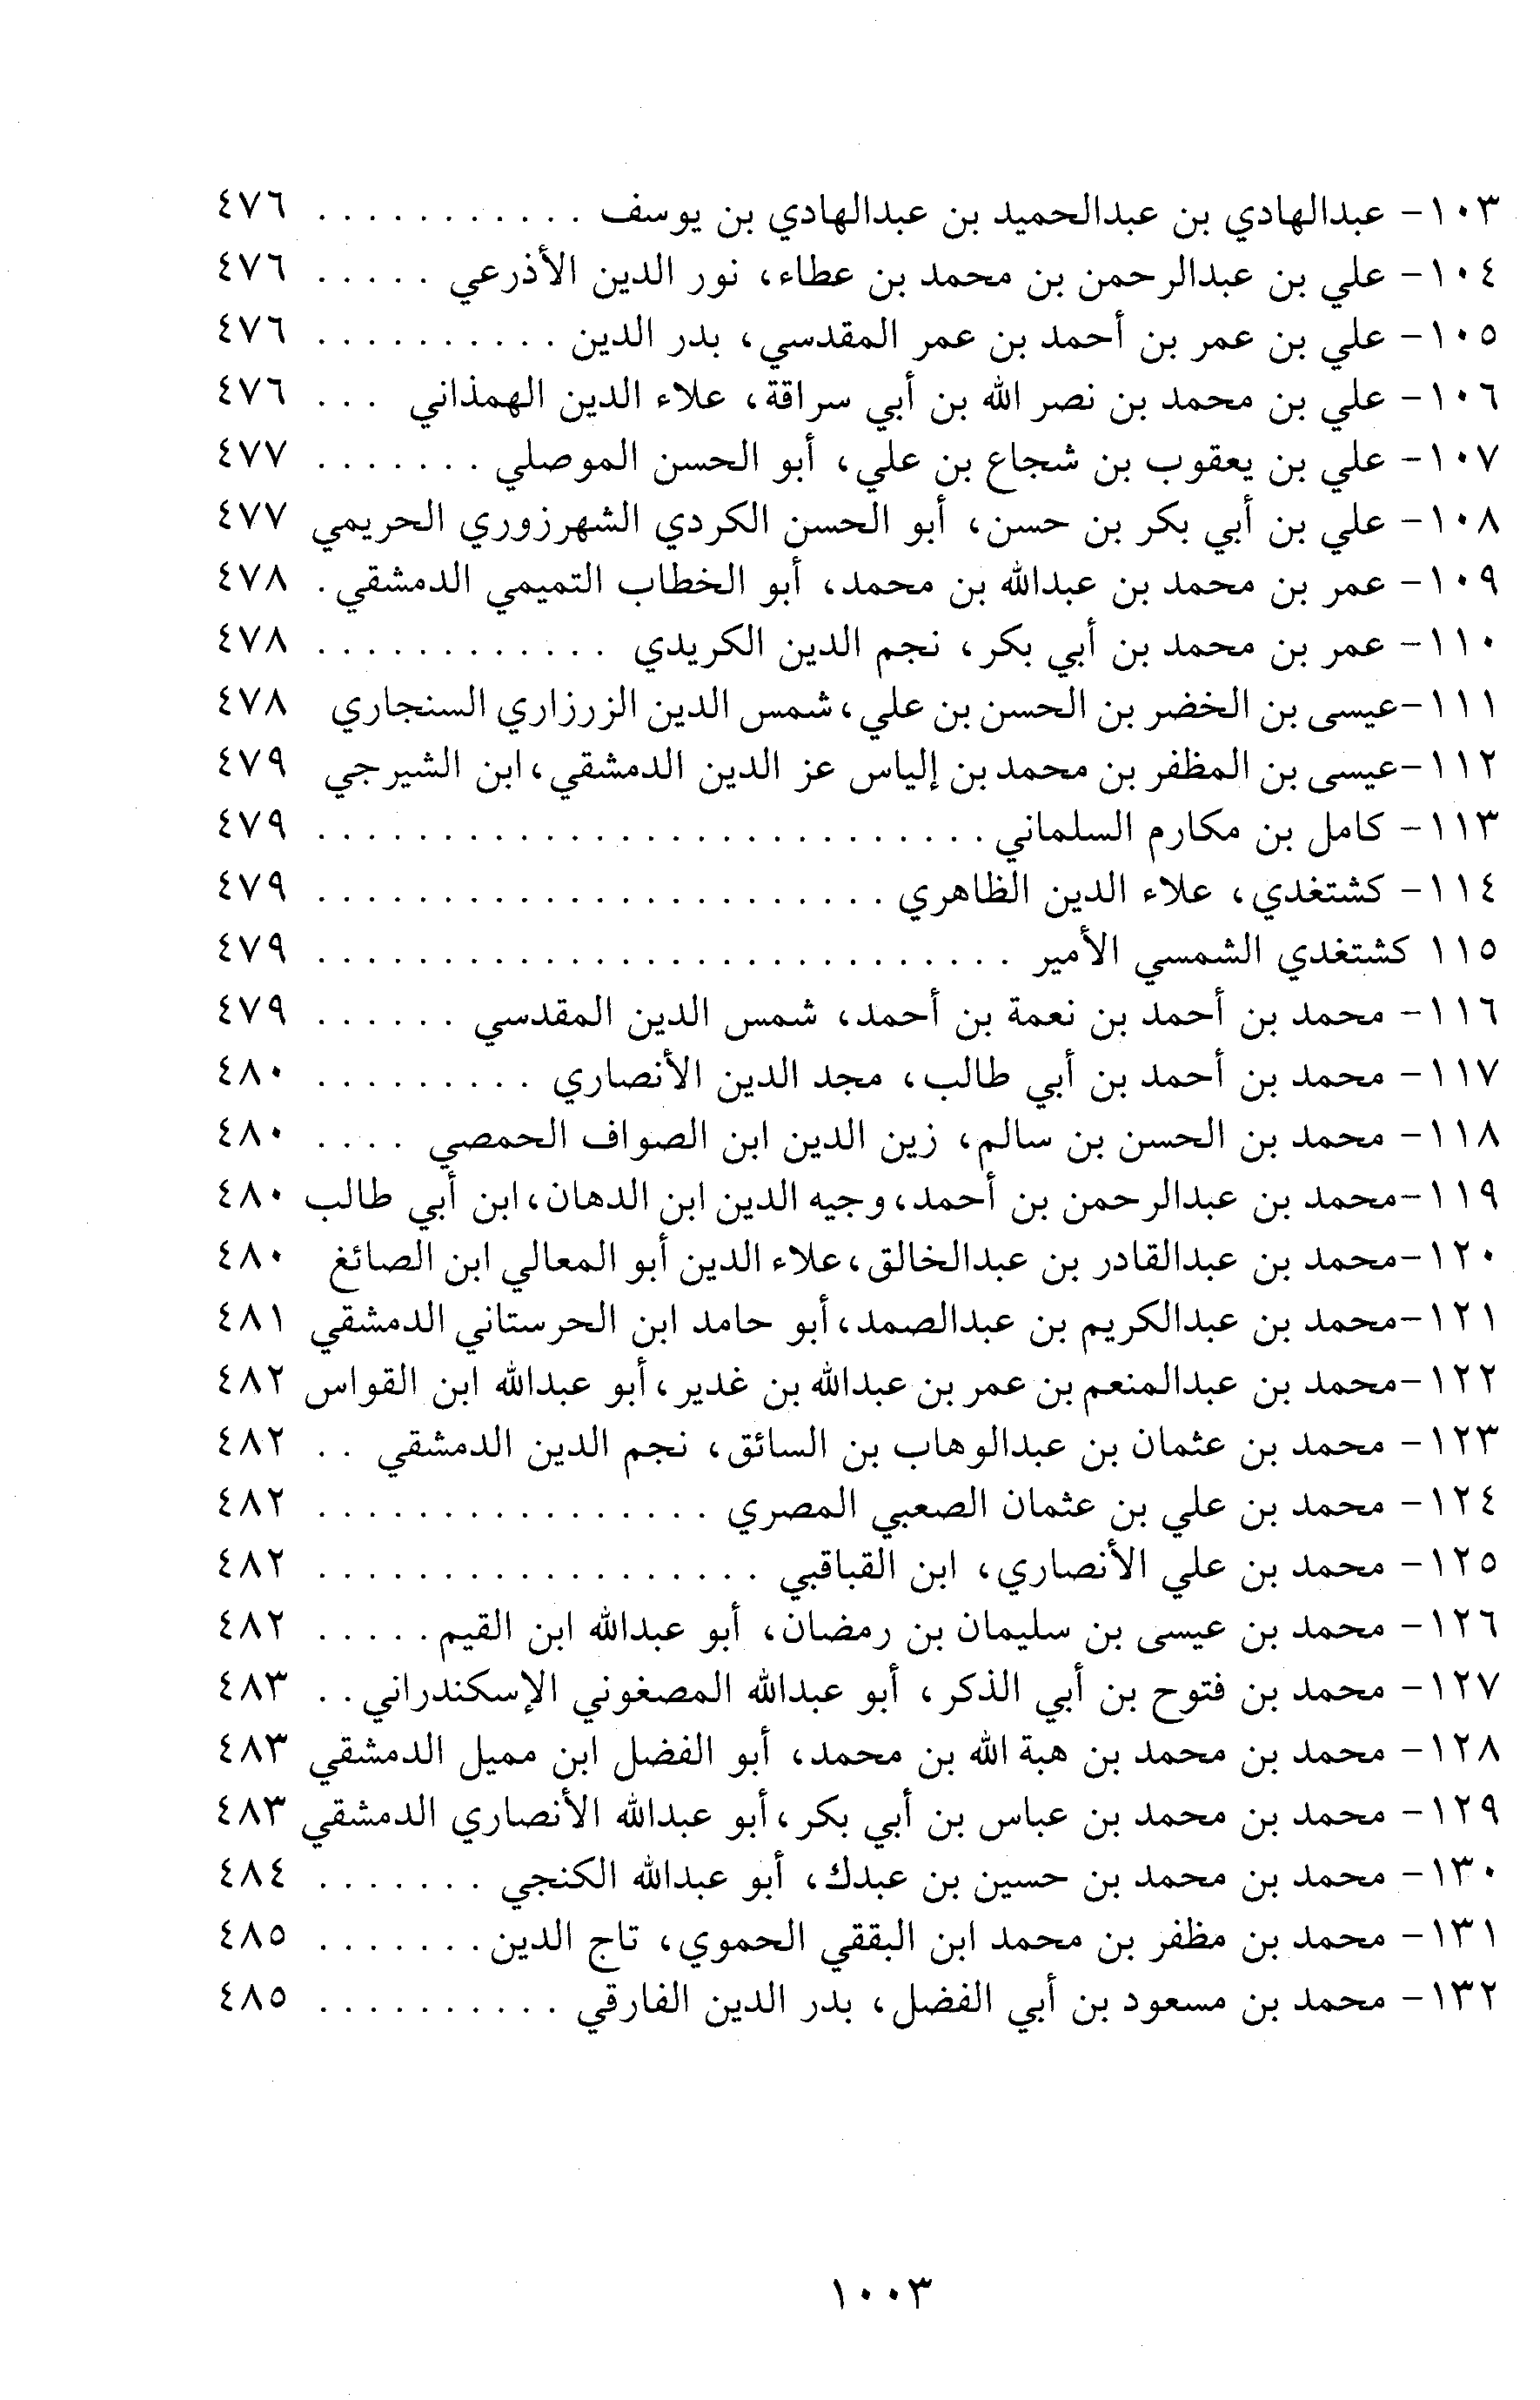 ١٠٣- عبدالهادي بن عبدالحميد بن عبدالهادي بن يوسف . . . . . . . . . . . ٤٧٦
١٠٤- علي بن عبدالرحمن بن محمد بن عطاء، نور الدين الأذرعي . . . . . ٤٧٦
١٠٥- علي بن عمر بن أحمد بن عمر المقدسي، بدر الدين . . . . . . . . . . ٤٧٦
١٠٦- علي بن محمد بن نصر الله بن أبي سراقة، علاء الدين الهمذاني . . . ٤٧٦
١٠٧- علي بن يعقوب بن شجاع بن علي، أبو الحسن الموصلي . . . . . . . ٤٧٧
١٠٨- علي بن أبي بكر بن حسن، أبو الحسن الكردي الشهرزوري الحريمي ٤٧٧
١٠٩- عمر بن محمد بن عبدالله بن محمد، أبو الخطاب التميمي الدمشقي . ٤٧٨
١١٠- عمر بن محمد بن أبي بكر، نجم الدين الكريدي . . . . . . . . . . . . ٤٧٨
١١١-عيسى بن الخضر بن الحسن بن علي، شمس الدين الزرزاري السنجاري ٤٧٨
١١٢-عيسى بن المظفر بن محمد بن إلياس عز الدين الدمشقي، ابن الشيرجي ٤٧٩
١١٣- كامل بن مكارم السلماني . . . . . . . . . . . . . . . . . . . . . . . . . . . ٤٧٩
١١٤- كشتغدي، علاء الدين الظاهري . . . . . . . . . . . . . . . . . . . . . . . ٤٧٩
١١٥ كشتغدي الشمسي الأمير . . . . . . . . . . . . . . . . . . . . . . . . . . . . ٤٧٩
١١٦- محمد بن أحمد بن نعمة بن أحمد، شمس الدين المقدسي . . . . . . ٤٧٩
١١٧- محمد بن أحمد بن أبي طالب، مجد الدين الأنصاري . . . . . . . . . ٤٨٠
١١٨- محمد بن الحسن بن سالم، زين الدين ابن الصواف الحمصي . . . . ٤٨٠
١١٩-محمد بن عبدالرحمن بن أحمد، وجيه الدين ابن الدهان، ابن أبي طالب ٤٨٠
١٢٠-محمد بن عبدالقادر بن عبدالخالق، علاء الدين أبو المعالي ابن الصائغ ٤٨٠
١٢١-محمد بن عبدالكريم بن عبدالصمد، أبو حامد ابن الحرستاني الدمشقي ٤٨١
١٢٢-محمد بن عبدالمنعم بن عمر بن عبدالله بن غدير، أبو عبدالله ابن القواس ٤٨٢
١٢٣- محمد بن عثمان بن عبدالوهاب بن السائق، نجم الدين الدمشقي . . ٤٨٢
١٢٤- محمد بن علي بن عثمان الصعبي المصري . . . . . . . . . . . . . . . . ٤٨٢
١٢٥- محمد بن علي الأنصاري، ابن القباقبي . . . . . . . . . . . . . . . . . . ٤٨٢
١٢٦- محمد بن عيسى بن سليمان بن رمضان، أبو عبدالله ابن القيم . . . . . ٤٨٢
١٢٧- محمد بن فتوح بن أبي الذكر، أبو عبدالله المصغوني الإسكندراني . . ٤٨٣
١٢٨- محمد بن محمد بن هبة الله بن محمد، أبو الفضل ابن مميل الدمشقي ٤٨٣
١٢٩- محمد بن محمد بن عباس بن أبي بكر، أبو عبدالله الأنصاري الدمشقي ٤٨٣
١٣٠- محمد بن محمد بن حسين بن عبدك، أبو عبدالله الكنجي . . . . . . . ٤٨٤
١٣١- محمد بن مظفر بن محمد ابن البققي الحموي، تاج الدين . . . . . . . ٤٨٥
١٣٢- محمد بن مسعود بن أبي الفضل، بدر الدين الفارقي . . . . . . . . . . ٤٨٥
١٠٠٣